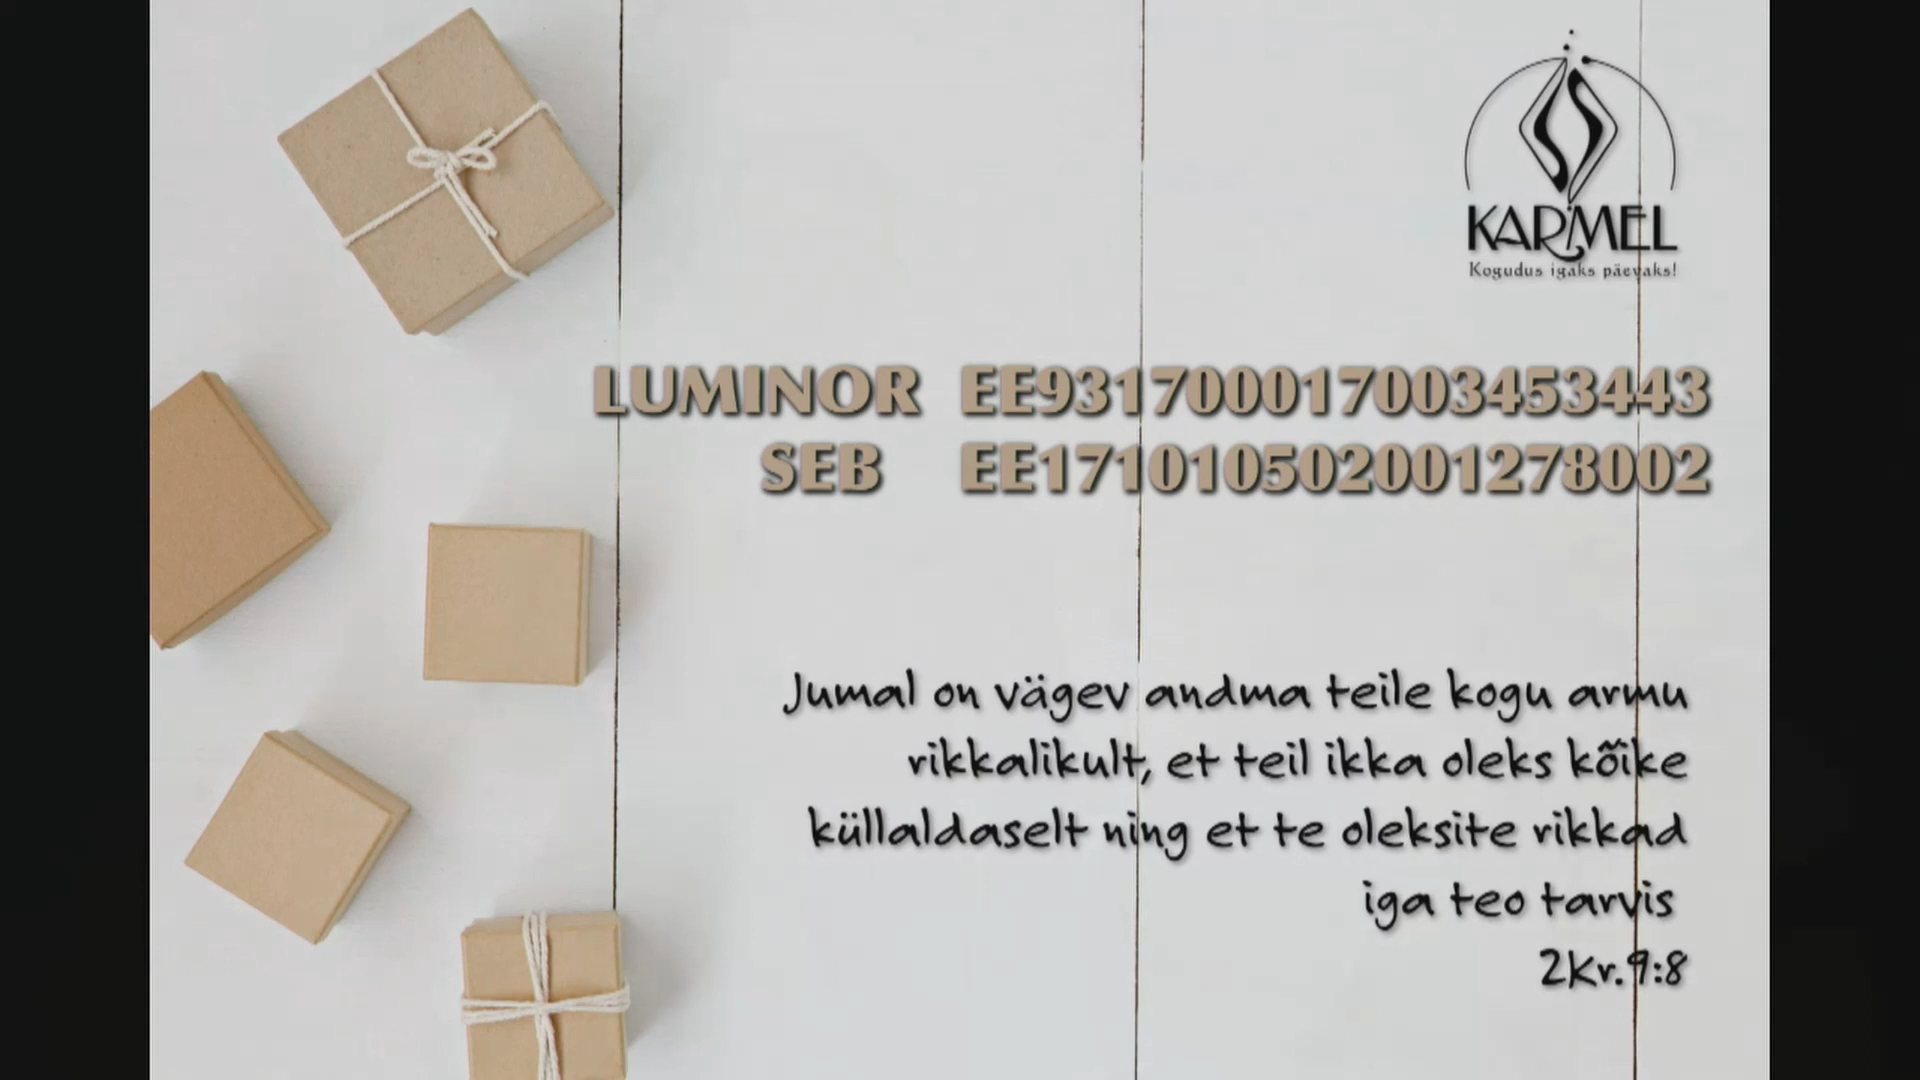 KARMEL
Kogudus igaks päevaks!
LUMINOR EE931700017003453443
SEB EE171010502001278002
Jumal on vägev andma teile kogu armu
rikkalikult, et teil ikka oleks kõike
küllaldaselt ning et te oleksite rikkad
iga teo tarvis
2Kr.9:8